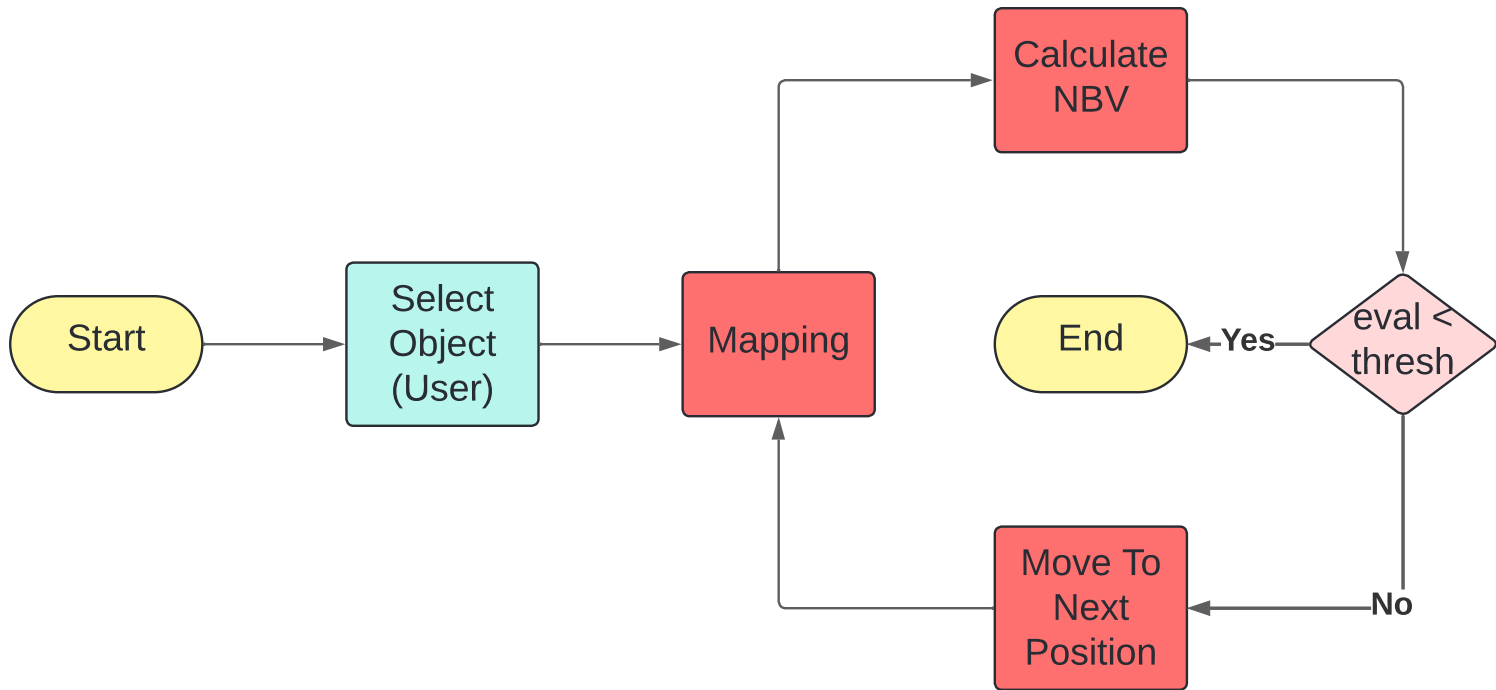 Start
Select
Object
(User)
Mapping
Calculate
NBV
eval <
thresh
Yes
End
No
Move To
Next
Position